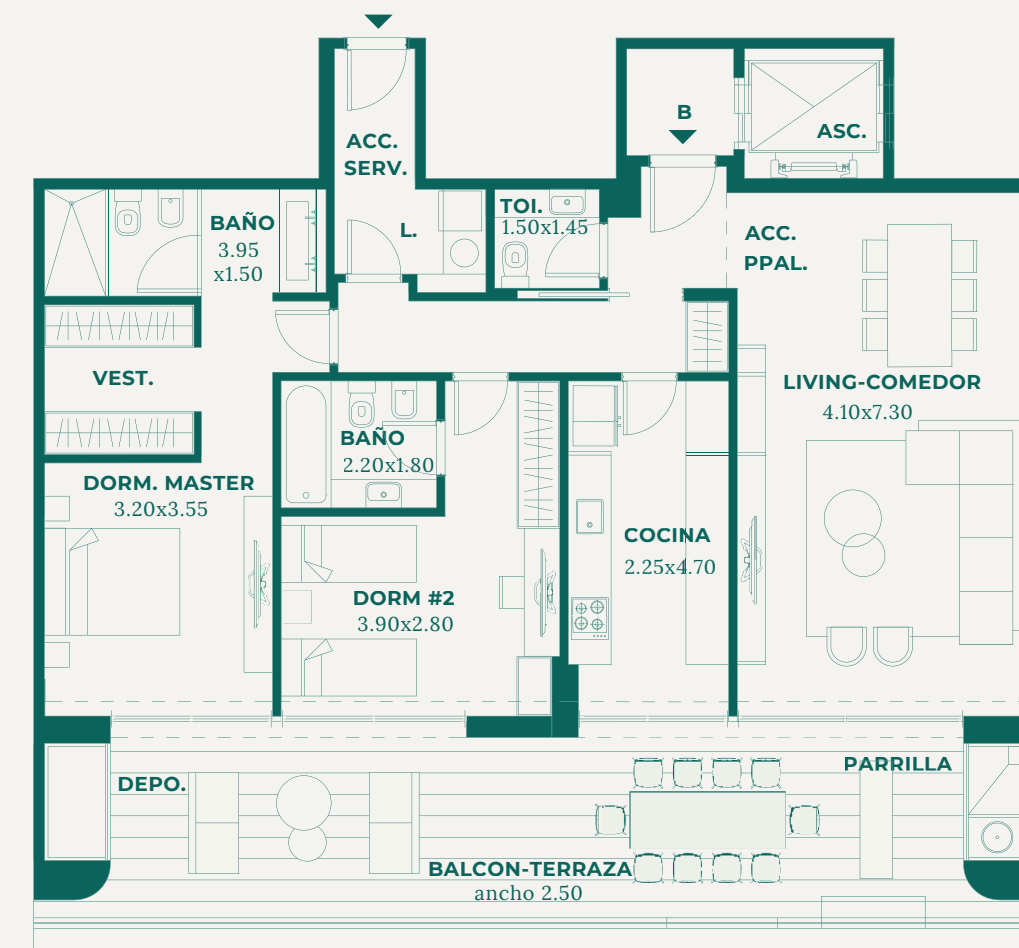 B
ASC.
ACC.
SERV.
L.
TOI.
1.50x1.45
BAÑO
3.95
x1.50
ACC.
PPAL.
VEST.
LIVING-COMEDOR
4.10x7.30
BAÑO
2.20x1.80
DORM. MASTER
3.20x3.55
COCINA
2.25x4.70
DORM #2
3.90x2.80
PARRILLA
DEPO.
BALCON-TERRAZA
ancho 2.50